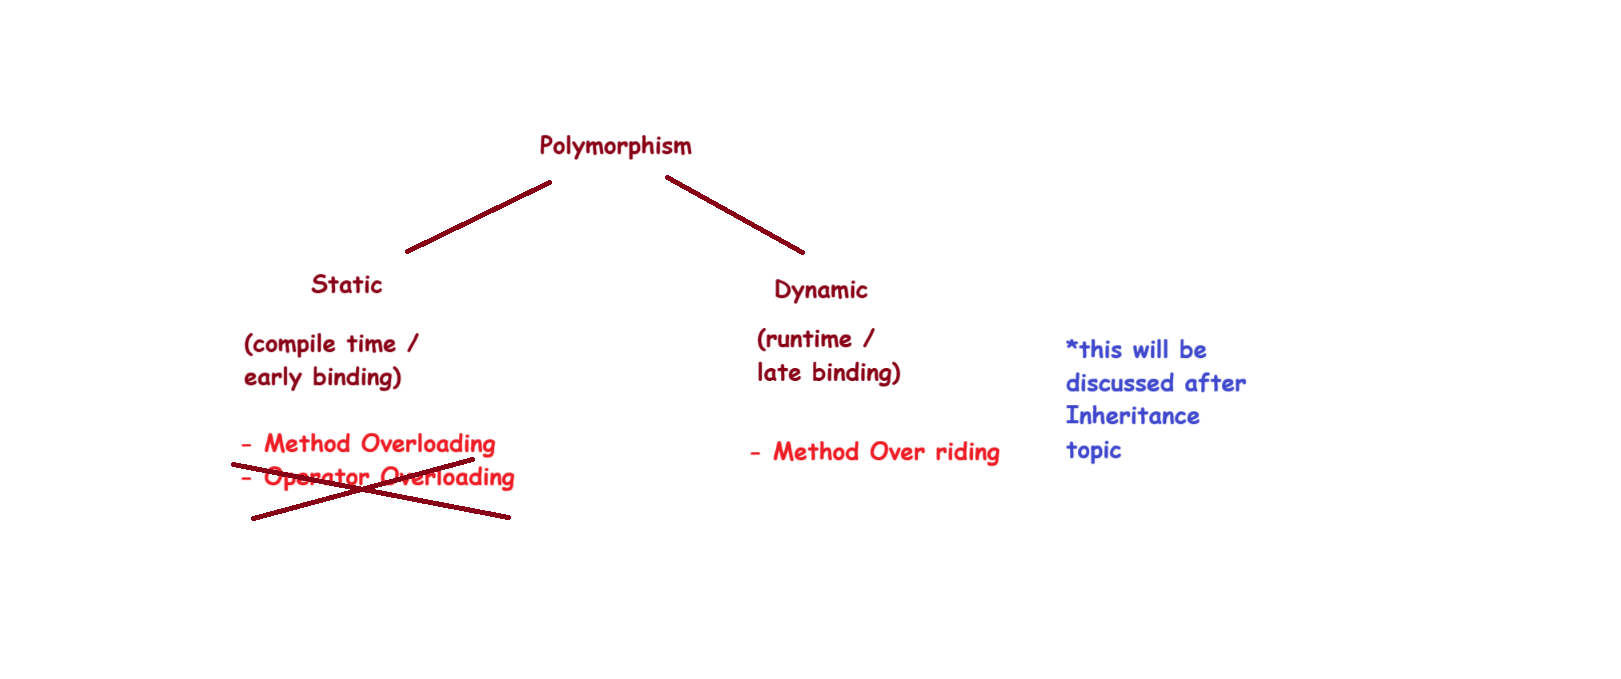 Polymorphism
Static
(compile time /
early binding)
- Method Overloading
- Operator Overloading
Dynamic
(runtime /
late binding)
- Method Over riding
*this will be
discussed after
Inheritance
topic